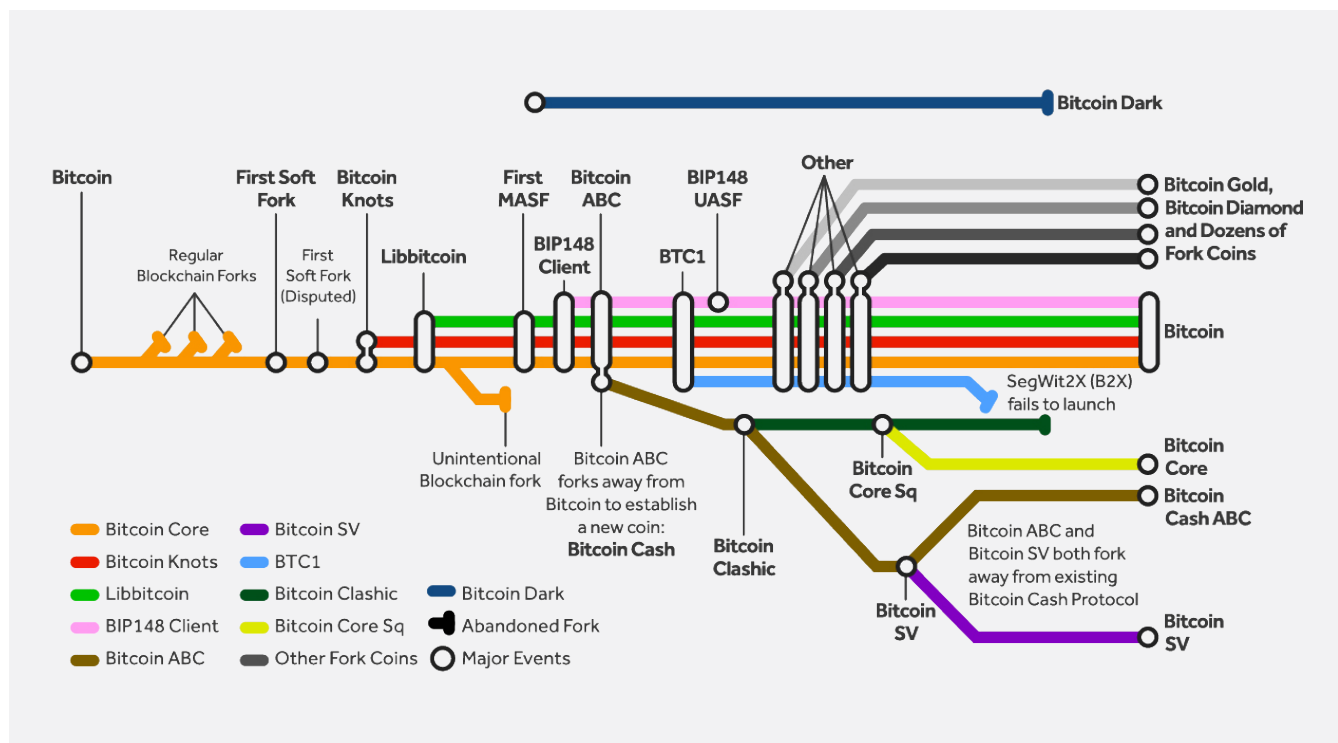 Bitcoin Dark
Bitcoin
First Soft
Fork
Bitcoin
Knots
First
MASF
Bitcoin
ABC
BIP148
UASF
Other
Bitcoin Gold,
Bitcoin Diamond
and Dozens of
Fork Coins
Regular
Blockchain Forks
First
Soft Fork
(Disputed)
Libbitcoin
BIP148
Client
BTC1
Bitcoin
SegWit2X (B2X)
fails to launch
Unintentional
Blockchain fork
Bitcoin ABC
forks away from
Bitcoin to establish
a new coin:
Bitcoin Cash
Bitcoin
Clashic
Bitcoin
Core Sq
Bitcoin
Core
Bitcoin
Cash ABC
Bitcoin ABC and
Bitcoin SV both fork
away from existing
Bitcoin Cash Protocol
Bitcoin
SV
Bitcoin
SV
Bitcoin Core
Bitcoin Knots
Libbitcoin
BIP148 Client
Bitcoin ABC
Bitcoin SV
BTC1
Bitcoin Clashic
Bitcoin Core Sq
Other Fork Coins
Bitcoin Dark
Abandoned Fork
Major Events